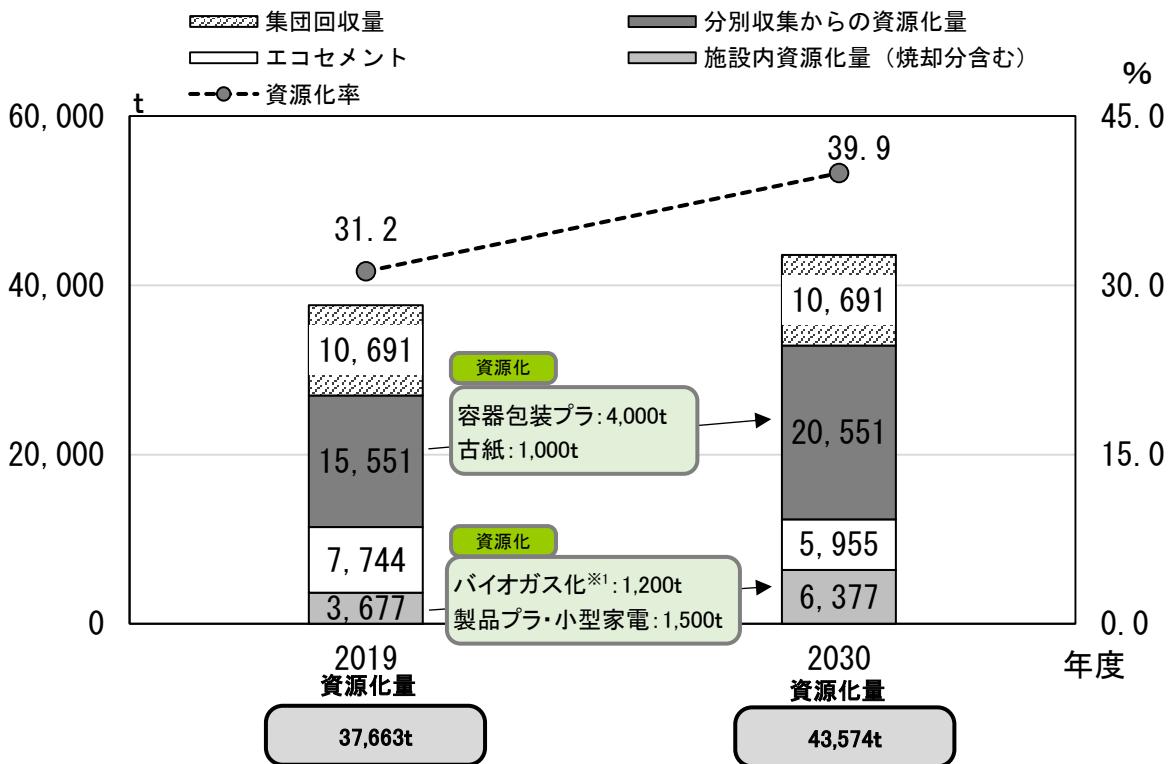 集団回収量
分別収集からの資源化量
エコセメント
施設内資源化量（焼却分含む）
資源化率
t
%
60,000
45.0
39.9
31.2
40,000
30.0
10,691
10,691
資源化
容器包装プラ：4,000t
古紙：1,000t
20,551
15,551
20,000
15.0
資源化
バイオガス化※1：1,200t
製品プラ・小型家電：1,500t
7,744
5,955
3,677
6,377
0
0.0
2019
2030
年度
資源化量
資源化量
37,663t
43,574t